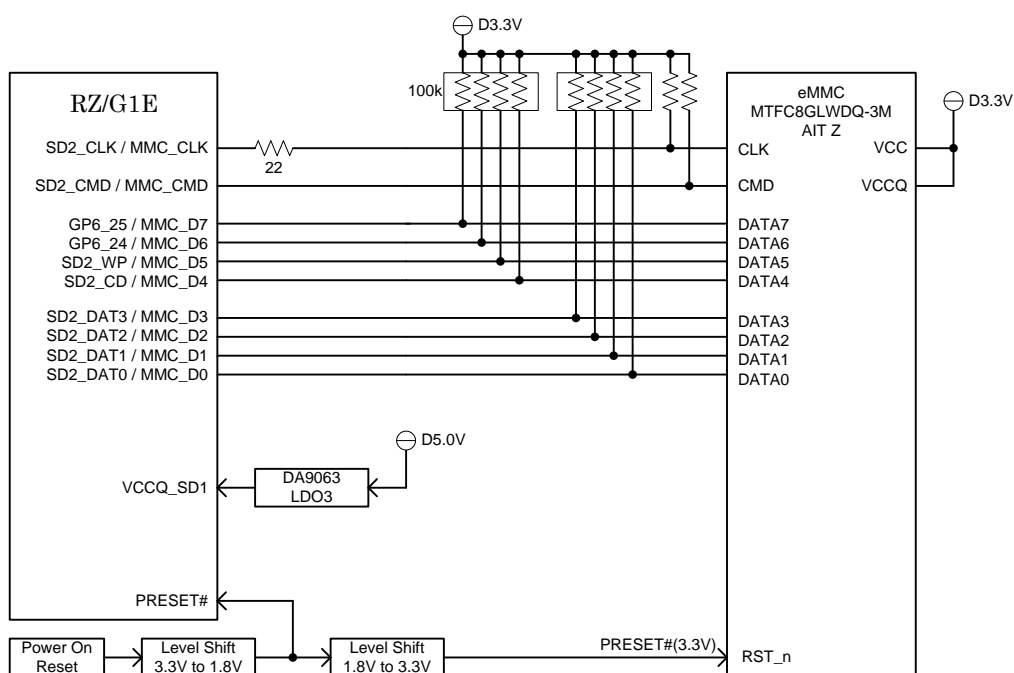 D3.3V
100k
RZ/G1E
eMMC
MTFC8GLWDQ-3M
AIT Z
D3.3V
SD2_CLK / MMC_CLK
22
CLK
VCC
SD2_CMD / MMC_CMD
CMD
VCCQ
GP6_25 / MMC_D7
DATA7
GP6_24 / MMC_D6
DATA6
SD2_WP / MMC_D5
DATA5
SD2_CD / MMC_D4
DATA4
SD2_DAT3 / MMC_D3
DATA3
SD2_DAT2 / MMC_D2
DATA2
SD2_DAT1 / MMC_D1
DATA1
SD2_DAT0 / MMC_D0
DATA0
D5.0V
VCCQ_SD1
DA9063
LDO3
PRESET#
Power On
Reset
Level Shift
3.3V to 1.8V
Level Shift
1.8V to 3.3V
PRESET#(3.3V)
RST_n